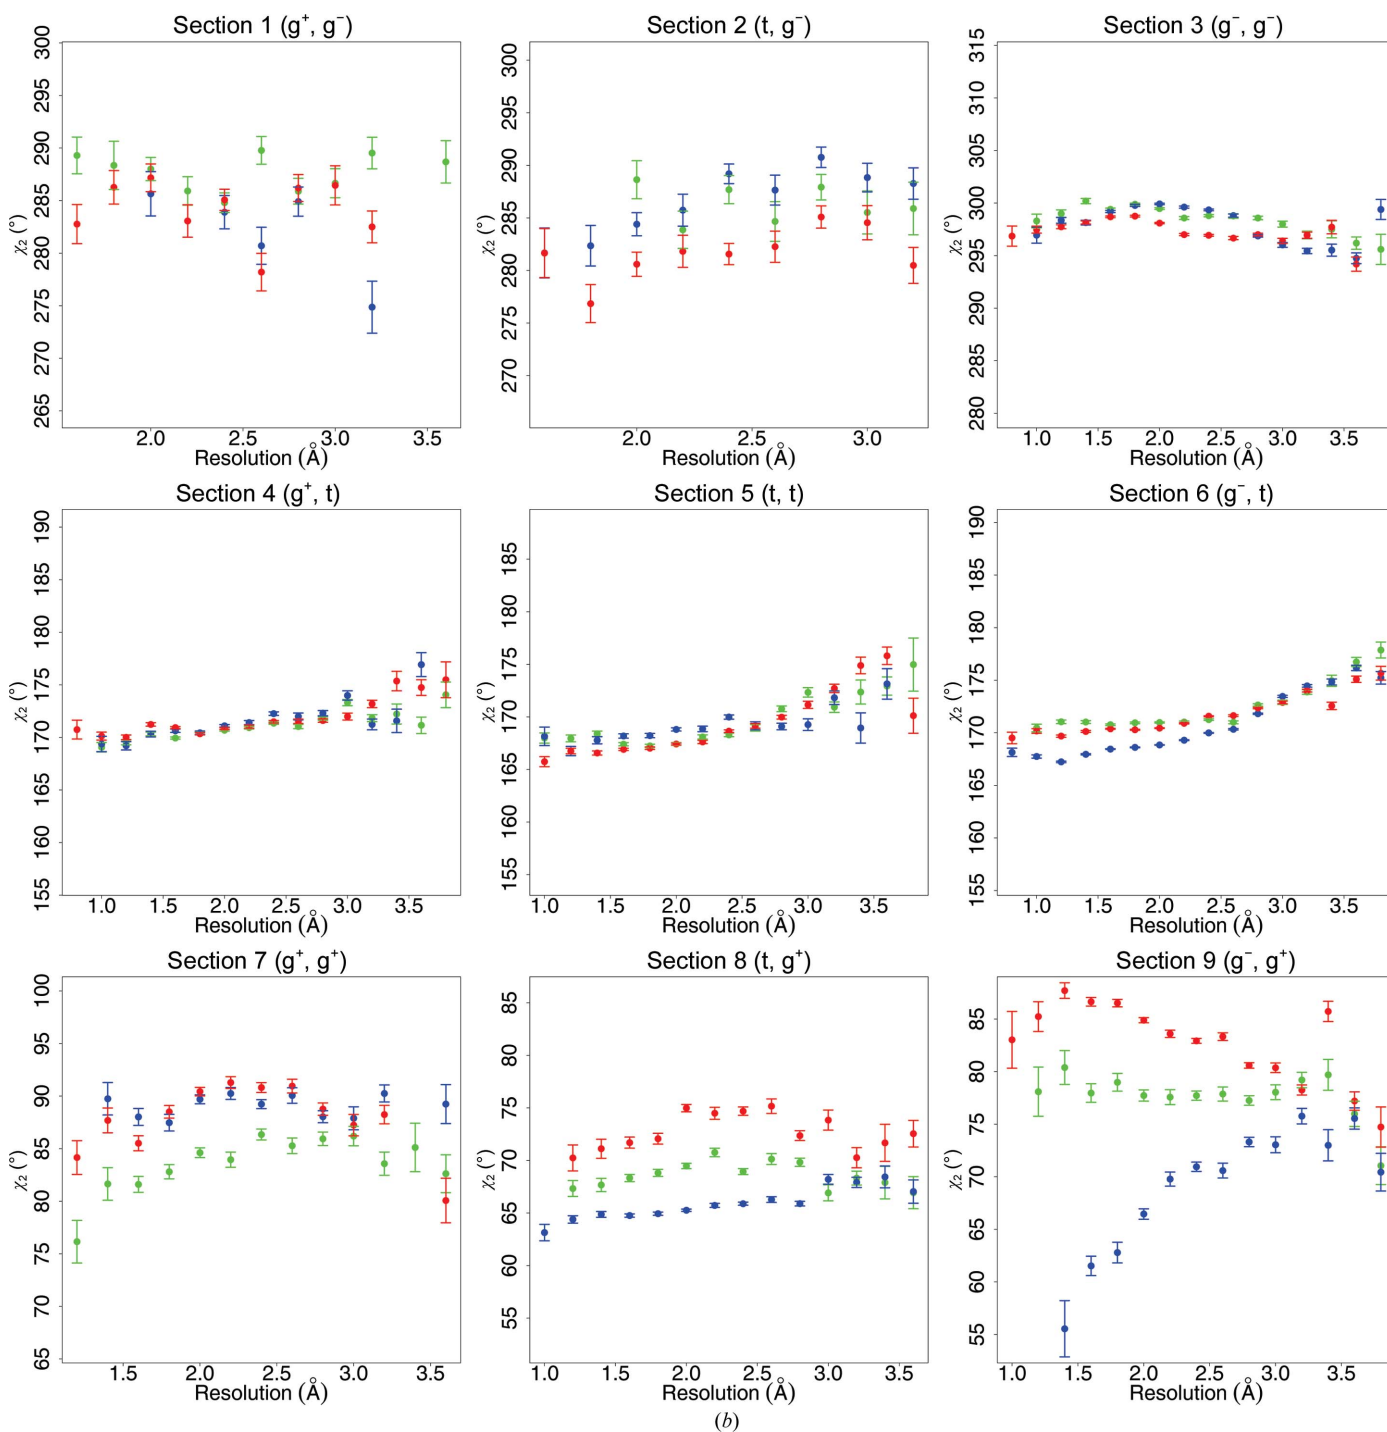 Section 1 (g⁺, g⁻)
Section 2 (t, g⁻)
Section 3 (g⁻, g⁻)
χ₂ (°)
265 270 275 280 285 290 295 300
2.0 2.5 3.0 3.5
Resolution (Å)
χ₂ (°)
270 275 280 285 290 295 300
2.0 2.5 3.0
Resolution (Å)
χ₂ (°)
280 285 290 295 300 305 310 315
1.0 1.5 2.0 2.5 3.0 3.5
Resolution (Å)
Section 4 (g⁺, t)
Section 5 (t, t)
Section 6 (g⁻, t)
χ₂ (°)
155 160 165 170 175 180 185 190
1.0 1.5 2.0 2.5 3.0 3.5
Resolution (Å)
χ₂ (°)
155 160 165 170 175 180 185
1.0 1.5 2.0 2.5 3.0 3.5
Resolution (Å)
χ₂ (°)
155 160 165 170 175 180 185 190
1.0 1.5 2.0 2.5 3.0 3.5
Resolution (Å)
Section 7 (g⁺, g⁺)
Section 8 (t, g⁺)
Section 9 (g⁻, g⁺)
χ₂ (°)
65 70 75 80 85 90 95 100
1.5 2.0 2.5 3.0 3.5
Resolution (Å)
χ₂ (°)
55 60 65 70 75 80 85
1.0 1.5 2.0 2.5 3.0 3.5
Resolution (Å)
χ₂ (°)
55 60 65 70 75 80 85
1.0 1.5 2.0 2.5 3.0 3.5
Resolution (Å)
(b)